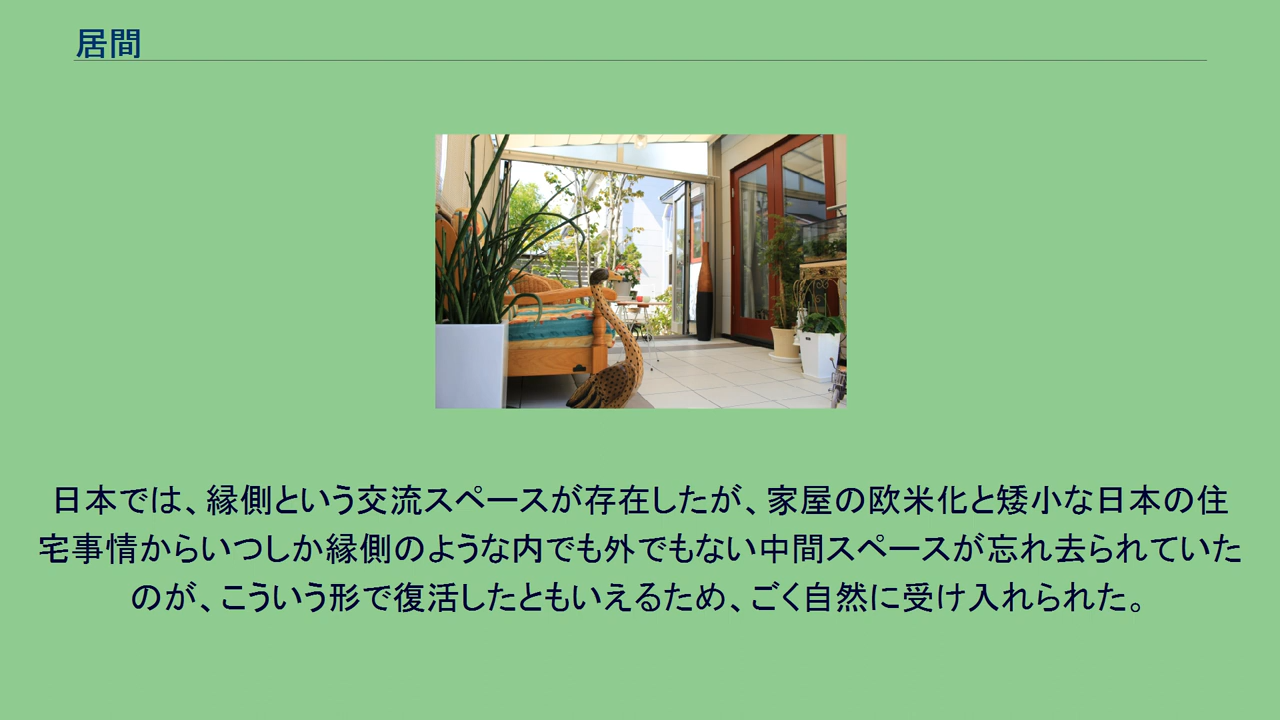 居間
日本では、縁側という交流スペースが存在したが、家屋の欧米化と矮小な日本の住
宅事情からいつしか縁側のような内でも外でもない中間スペースが忘れ去られていた
のが、こういう形で復活したともいえるため、ごく自然に受け入れられた。